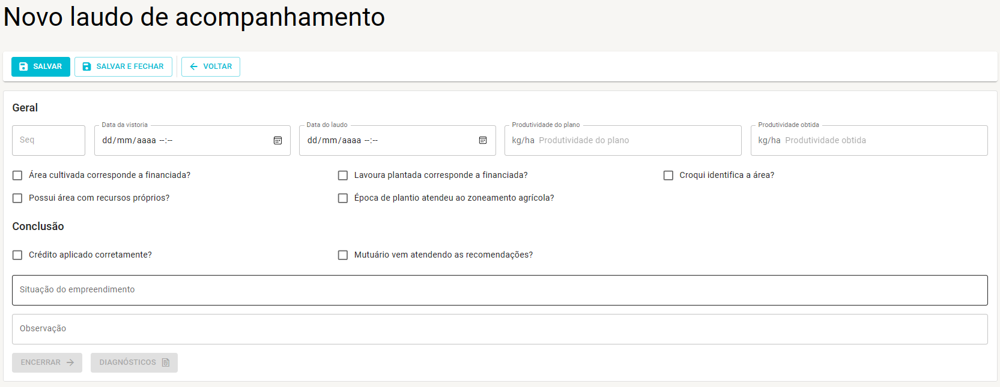 Novo laudo de acompanhamento
SALVAR SALVAR E FECHAR VOLTAR
Geral
Seq
Data da vistoria
dd/mm/aaaa --:--
Data do laudo
dd/mm/aaaa --:--
Produtividade do plano
kg/ha Produtividade do plano
Produtividade obtida
kg/ha Produtividade obtida
Área cultivada corresponde a financiada?
Lavoura plantada corresponde a financiada?
Croqui identifica a área?
Possui área com recursos próprios?
Época de plantio atendeu ao zoneamento agrícola?
Conclusão
Crédito aplicado corretamente?
Mutuário vem atendendo as recomendações?
Situação do empreendimento
Observação
ENCERRAR DIAGNÓSTICOS